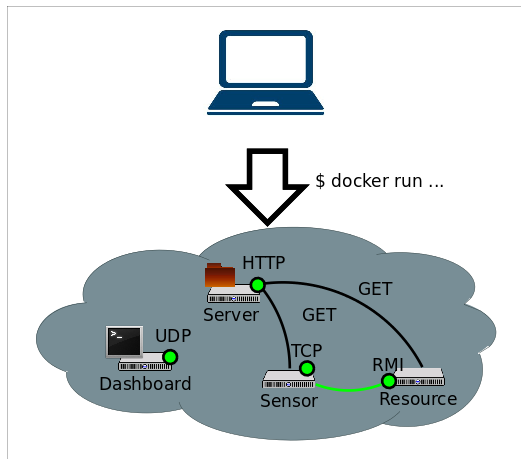 $ docker run ...
HTTP
GET
Server
GET
UDP
TCP
RMI
Dashboard
Sensor
Resource
>_